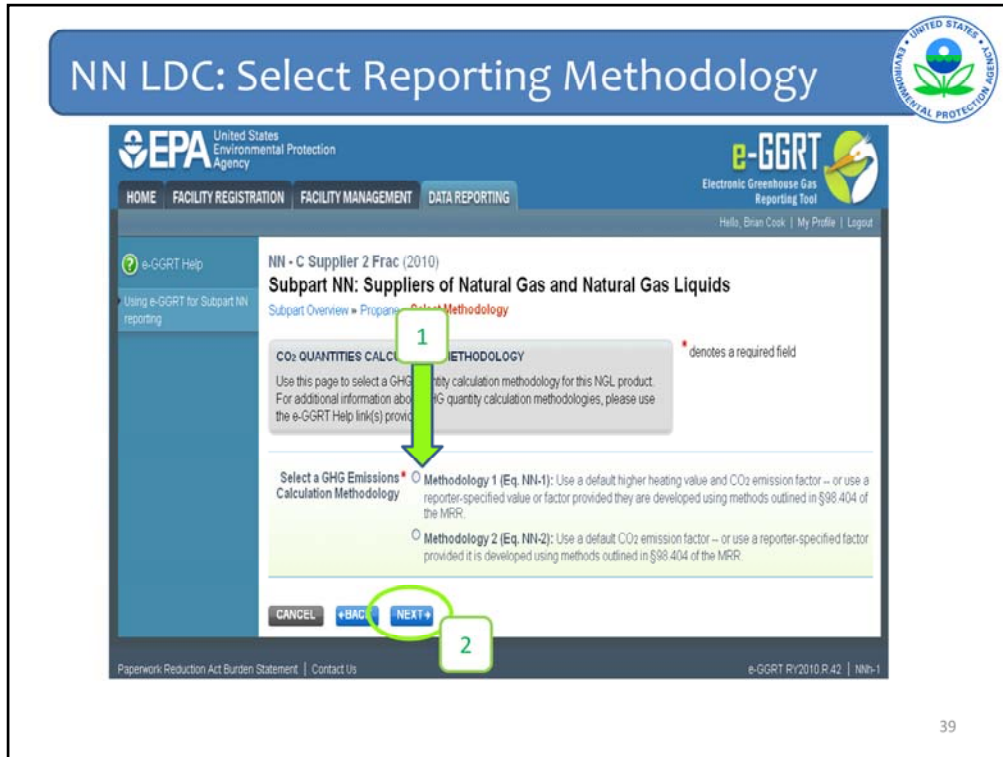 NN LDC: Select Reporting Methodology
UNITED STATES
ENVIRONMENTAL PROTECTION AGENCY
EPA United States
Environmental Protection
Agency
e-GGRT
Electronic Greenhouse Gas
Reporting Tool
HOME FACILITY REGISTRATION FACILITY MANAGEMENT DATA REPORTING
Hello, Brian Cook | My Profile | Logout
e-GGRT Help
Using e-GGRT for Subpart NN
reporting
NN - C Supplier 2 Frac (2010)
Subpart NN: Suppliers of Natural Gas and Natural Gas Liquids
Subpart Overview » Propane Methodology
1
CO2 QUANTITIES METHODOLOGY
Use this page to select a GHG quantity calculation methodology for this NGL product.
For additional information GHG quantity calculation methodologies, please use
the e-GGRT Help link(s)
* denotes a required field
Select a GHG Emissions *
Calculation Methodology
Methodology 1 (Eq. NN-1): Use a default higher heating value and CO2 emission factor – or use a
reporter-specified value or factor provided they are developed using methods outlined in §98.404 of
the MRR.
Methodology 2 (Eq. NN-2): Use a default CO2 emission factor – or use a reporter-specified factor
provided it is developed using methods outlined in §98.404 of the MRR.
CANCEL BACK NEXT
2
Paperwork Reduction Act Burden Statement | Contact Us
e-GGRT RY2010.R.42 | NNh-1
39